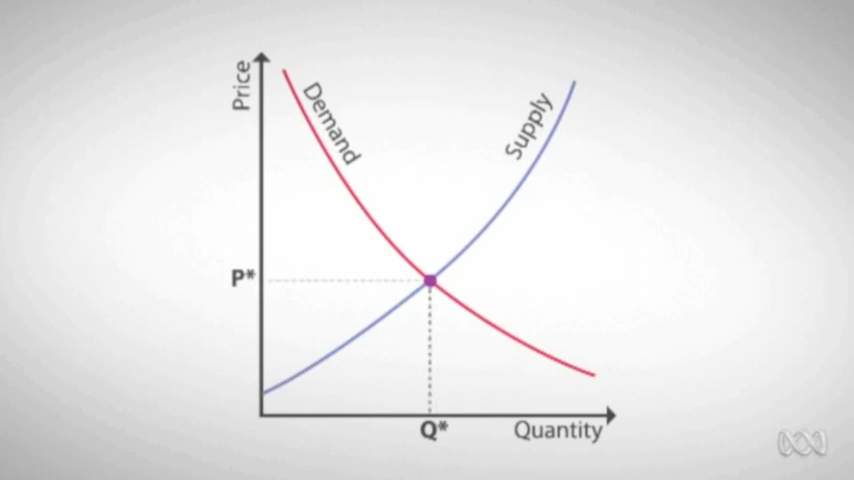 Price
Demand
Supply
P*
Q*
Quantity